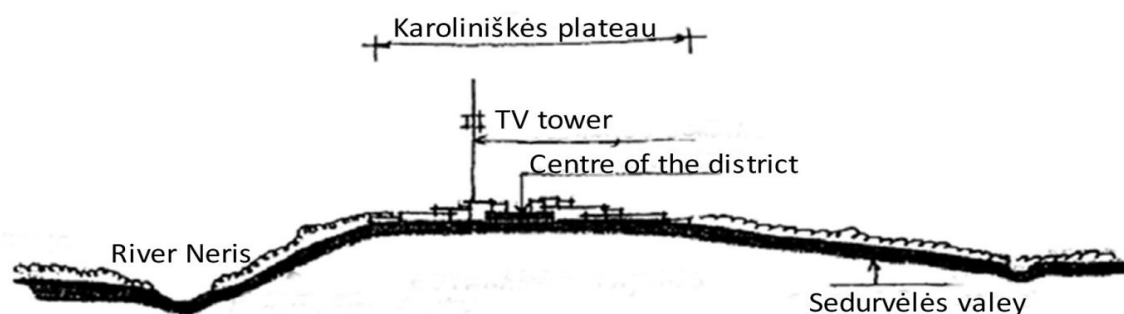 Karoliniškės plateau
TV tower
Centre of the district
River Neris
Sedurvėlės valey